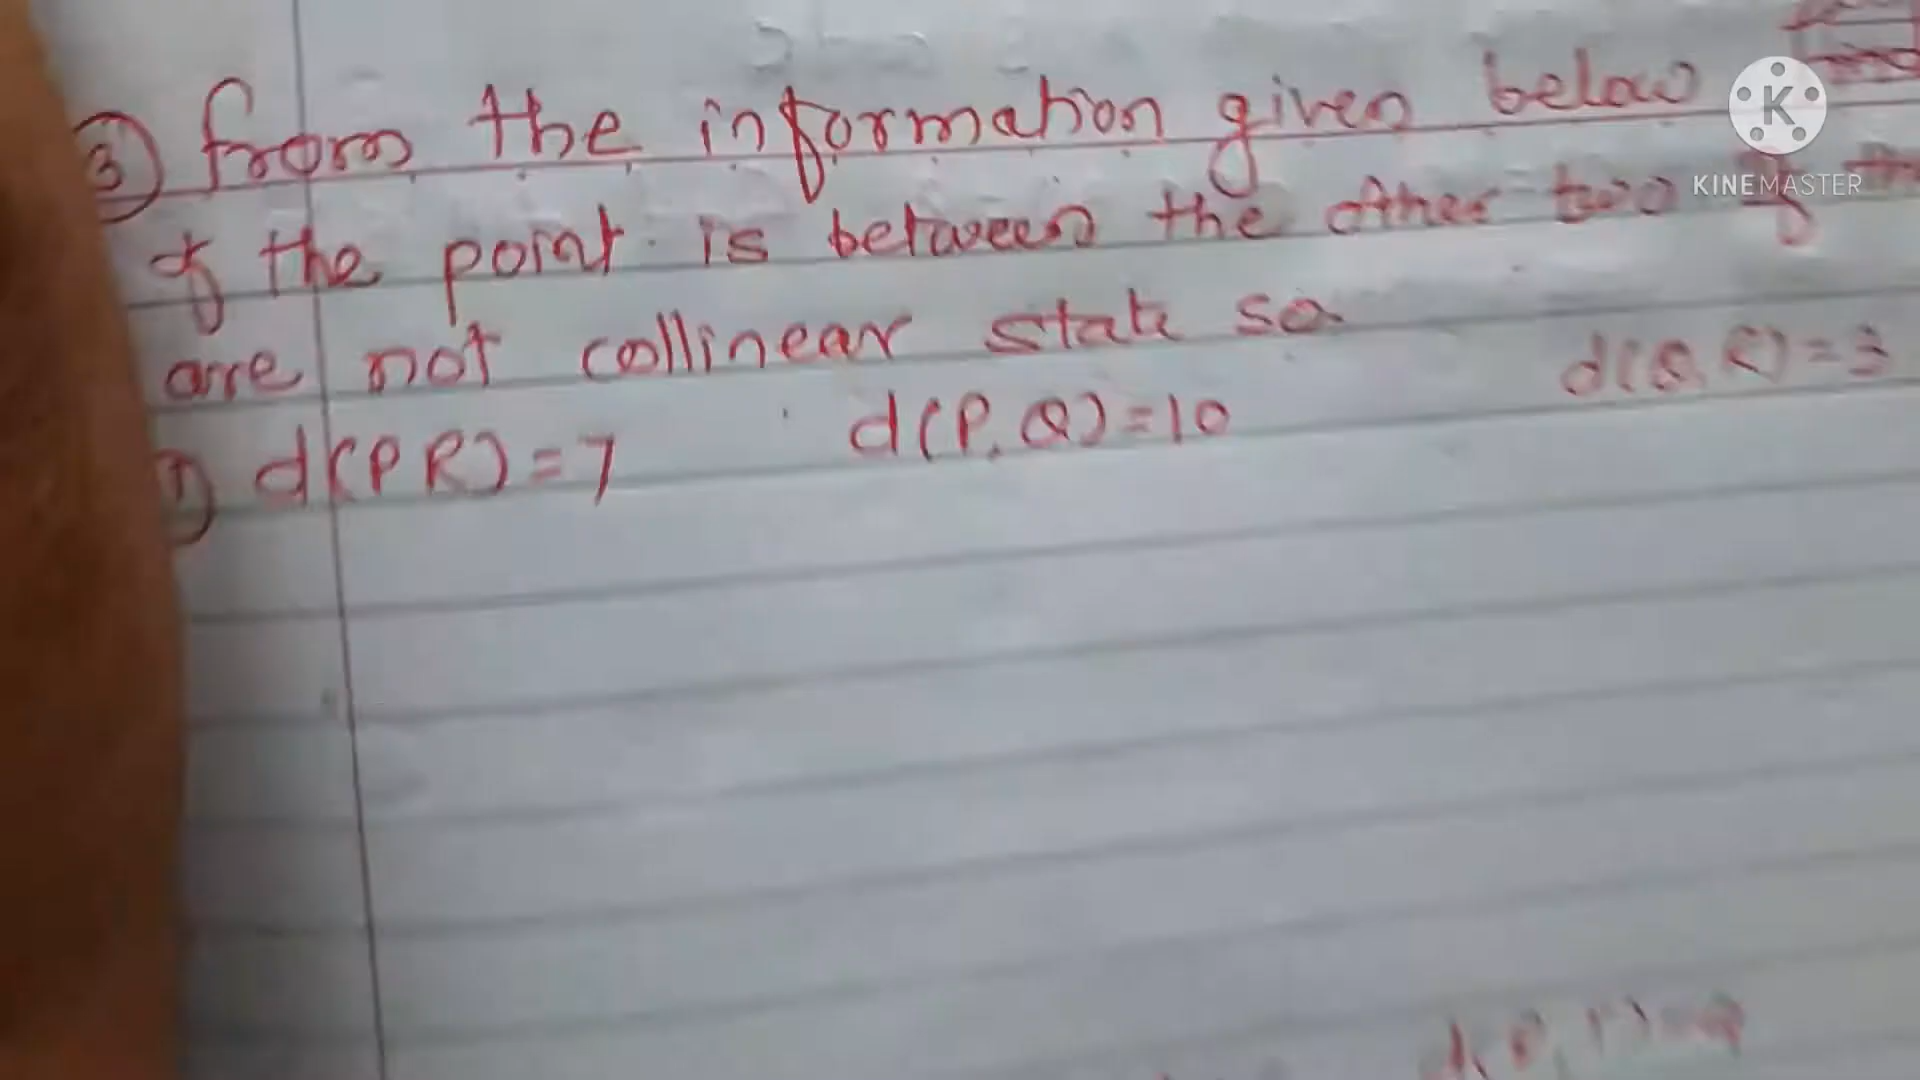 ③ from the information given below
of the point is between the other two If
are not collinear state so
① d(PR)=7 d(P,Q)=10 d(Q,R)=3
K
KINEMASTER